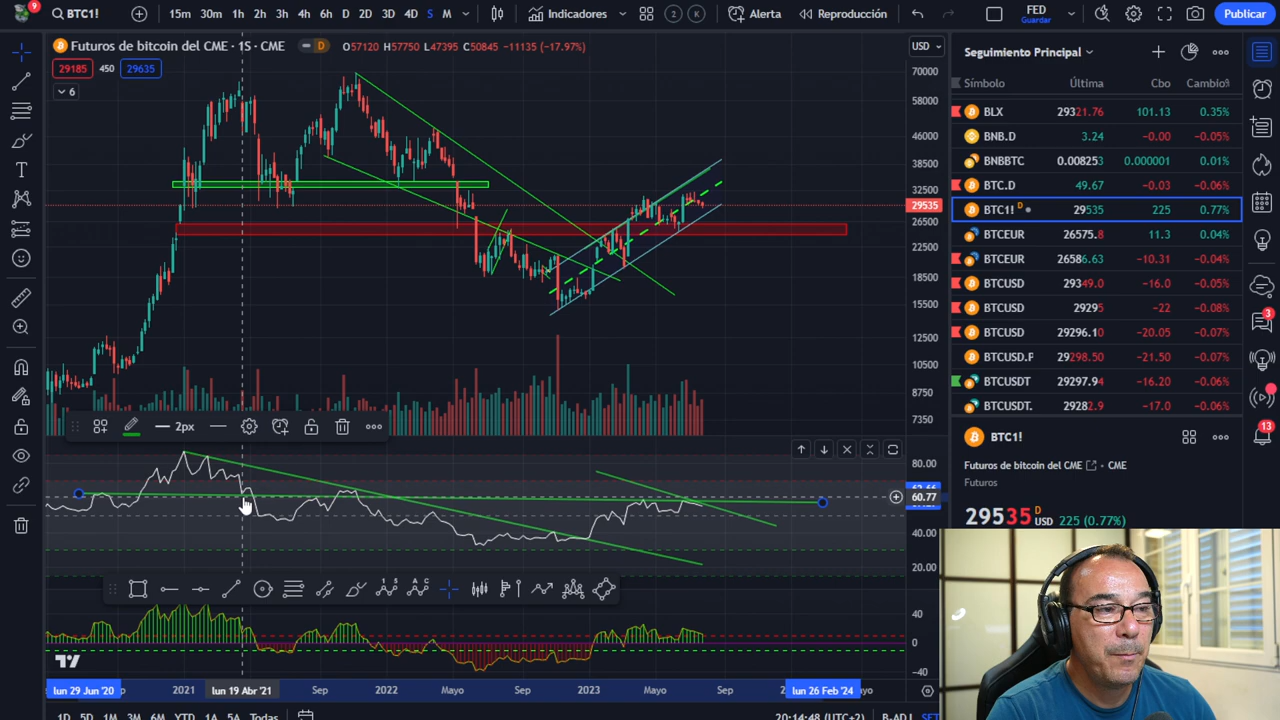 9
BTC1!
15m 30m 1h 2h 3h 4h 6h D 2D 3D 4D S M
Indicadores
2
K
Alerta
Reproducción
FED
Guardar
Publicar
Futuros de bitcoin del CME · 1S · CME
D
O57120 H57750 L47395 C50845 −11135 (−17.97%)
29185 450 29635
6
USD
70000
58000
46000
38500
32500
29535
26500
22500
18500
15500
12500
10500
8750
7350
2px
80.00
60.77
40.00
20.00
40
0
−40
lun 29 Jun '20
2021
lun 19 Abr '21
Sep
2022
Mayo
Sep
2023
Mayo
Sep
lun 26 Feb '24
1D 5D 1M 3M 6M YTD 1A 5A Todas
20:14:48 (UTC+2)
B-ADJ
SET
Seguimiento Principal
Símbolo Última Cbo Cambio%
BLX 29321.76 101.13 0.35%
BNB.D 3.24 −0.00 −0.05%
BNBBTC 0.008253 0.000001 0.01%
BTC.D 49.67 −0.03 −0.06%
BTC1! D 29535 225 0.77%
BTCEUR 26575.8 11.3 0.04%
BTCEUR 26586.63 −10.31 −0.04%
BTCUSD 29349.0 −16.0 −0.05%
BTCUSD 29295 −22 −0.08%
BTCUSD 29296.10 −20.05 −0.07%
BTCUSD.P 29298.50 −21.50 −0.07%
BTCUSDT 29297.94 −16.20 −0.06%
BTCUSDT. 29282.9 −17.0 −0.06%
BTC1!
Futuros de bitcoin del CME · CME
Futuros
29535 D USD 225 (0.77%)
3
13